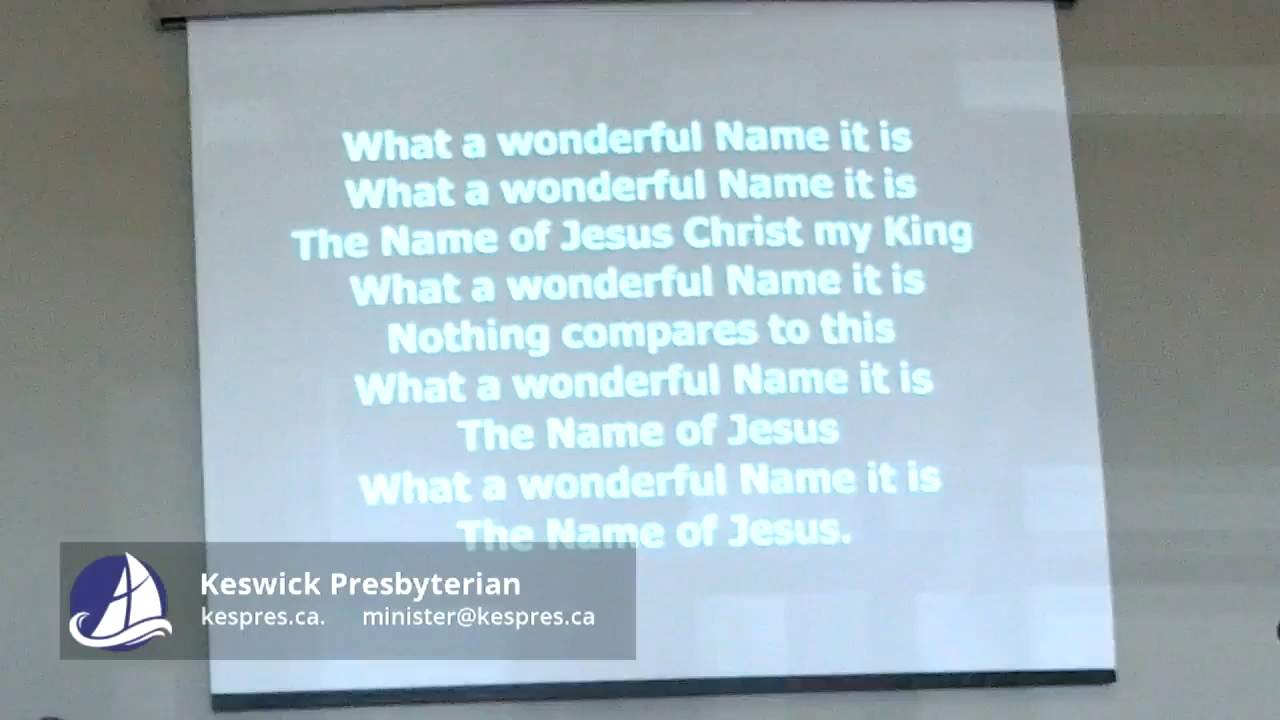 What a wonderful Name it is
What a wonderful Name it is
The Name of Jesus Christ my King
What a wonderful Name it is
Nothing compares to this
What a wonderful Name it is
The Name of Jesus
What a wonderful Name it is
The Name of Jesus.
Keswick Presbyterian
kespres.ca. minister@kespres.ca